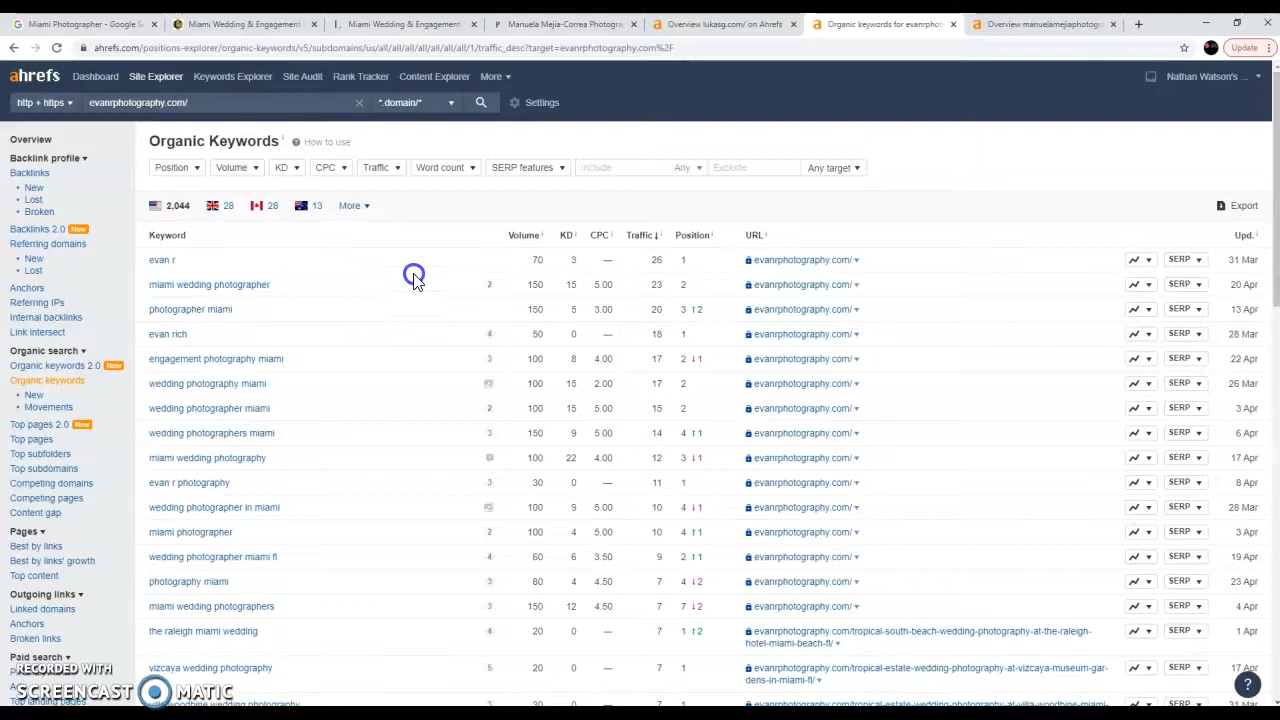 Miami Photographer - Google S
Miami Wedding & Engagement
Miami Wedding & Engagement
Manuela Mejia-Correa Photogra
Overview lukasg.com/ on Ahrefs
Organic keywords for evanrphot
Overview manuelamejiaphotogr
ahrefs.com/positions-explorer/organic-keywords/v5/subdomains/us/all/all/all/all/all/all/all/1/traffic_desc?target=evanrphotography.com%2F
Update
ahrefs Dashboard Site Explorer Keywords Explorer Site Audit Rank Tracker Content Explorer More Nathan Watson's ...
http + https evanrphotography.com/ *.domain/* Settings
Overview
Backlink profile
Backlinks
New
Lost
Broken
Backlinks 2.0 New
Referring domains
New
Lost
Anchors
Referring IPs
Internal backlinks
Link intersect
Organic search
Organic keywords 2.0 New
Organic keywords
New
Movements
Top pages 2.0 New
Top pages
Top subfolders
Top subdomains
Competing domains
Competing pages
Content gap
Pages
Best by links
Best by links' growth
Top content
Outgoing links
Linked domains
Anchors
Broken links
Paid search
Top landing pages
Organic Keywords How to use
Position Volume KD CPC Traffic Word count SERP features Include Any Exclude Any target
2,044 28 28 13 More Export
Keyword Volume KD CPC Traffic Position URL Upd.
evan r 70 3 — 26 1 evanrphotography.com/ SERP 31 Mar
miami wedding photographer 2 150 15 5.00 23 2 evanrphotography.com/ SERP 20 Apr
photographer miami 150 5 3.00 20 3 ↑2 evanrphotography.com/ SERP 13 Apr
evan rich 4 50 0 — 18 1 evanrphotography.com/ SERP 28 Mar
engagement photography miami 3 100 8 4.00 17 2 ↓1 evanrphotography.com/ SERP 22 Apr
wedding photography miami 100 15 2.00 17 2 evanrphotography.com/ SERP 26 Mar
wedding photographer miami 2 100 15 5.00 15 2 evanrphotography.com/ SERP 3 Apr
wedding photographers miami 3 150 9 5.00 14 4 ↑1 evanrphotography.com/ SERP 6 Apr
miami wedding photography 100 22 4.00 12 3 ↓1 evanrphotography.com/ SERP 17 Apr
evan r photography 3 30 0 — 11 1 evanrphotography.com/ SERP 8 Apr
wedding photographer in miami 100 9 5.00 10 4 ↓1 evanrphotography.com/ SERP 28 Mar
miami photographer 2 100 4 5.00 10 4 ↑1 evanrphotography.com/ SERP 3 Apr
wedding photographer miami fl 4 60 6 3.50 9 2 ↑1 evanrphotography.com/ SERP 19 Apr
photography miami 3 80 4 4.50 7 4 ↓2 evanrphotography.com/ SERP 23 Apr
miami wedding photographers 3 150 12 4.50 7 7 ↓2 evanrphotography.com/ SERP 4 Apr
the raleigh miami wedding 4 20 0 — 7 1 ↑2 evanrphotography.com/tropical-south-beach-wedding-photography-at-the-raleigh-
hotel-miami-beach-fl/ SERP 1 Apr
vizcaya wedding photography 5 20 0 — 7 1 evanrphotography.com/tropical-estate-wedding-photography-at-vizcaya-museum-gar-
dens-in-miami-fl/ SERP 17 Apr
RECORDED WITH
SCREENCAST MATIC
?